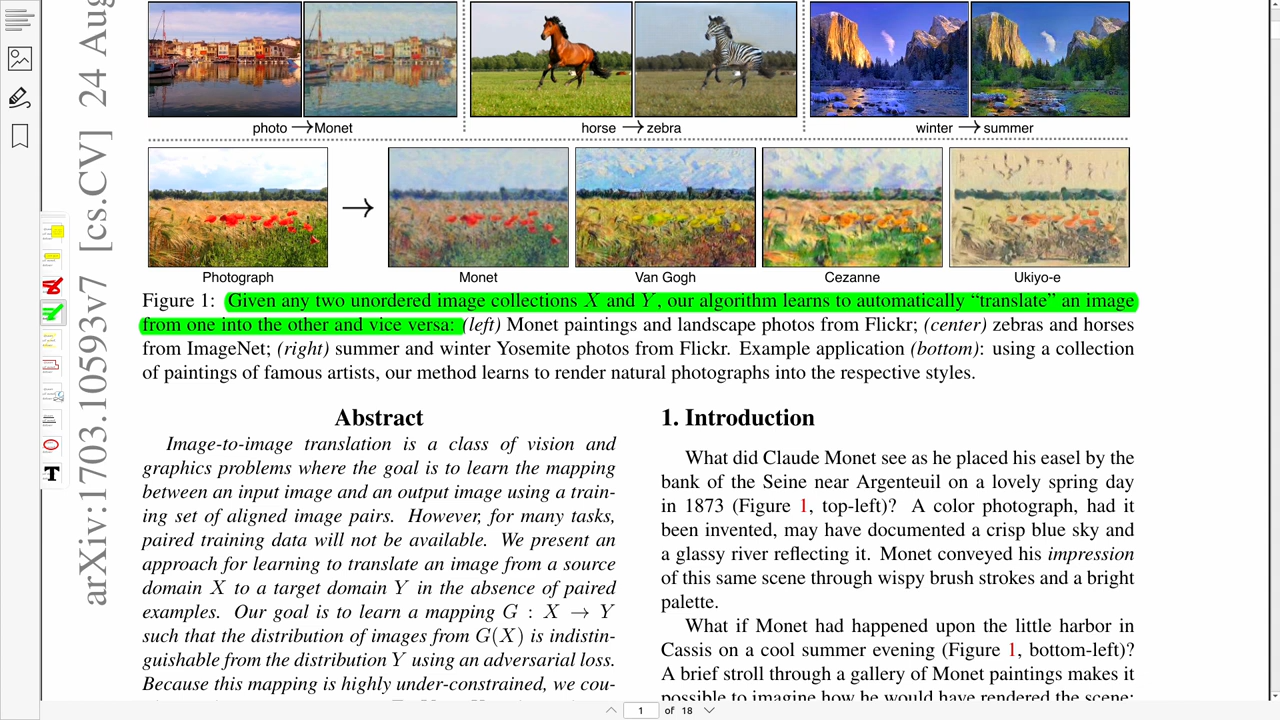 arXiv:1703.10593v7 [cs.CV] 24 Aug
photo → Monet
horse → zebra
winter → summer
→
Photograph
Monet
Van Gogh
Cezanne
Ukiyo-e
Figure 1: Given any two unordered image collections X and Y, our algorithm learns to automatically “translate” an image
from one into the other and vice versa: (left) Monet paintings and landscape photos from Flickr; (center) zebras and horses
from ImageNet; (right) summer and winter Yosemite photos from Flickr. Example application (bottom): using a collection
of paintings of famous artists, our method learns to render natural photographs into the respective styles.
Abstract
Image-to-image translation is a class of vision and
graphics problems where the goal is to learn the mapping
between an input image and an output image using a train-
ing set of aligned image pairs. However, for many tasks,
paired training data will not be available. We present an
approach for learning to translate an image from a source
domain X to a target domain Y in the absence of paired
examples. Our goal is to learn a mapping G : X → Y
such that the distribution of images from G(X) is indistin-
guishable from the distribution Y using an adversarial loss.
Because this mapping is highly under-constrained, we cou-
1. Introduction
What did Claude Monet see as he placed his easel by the
bank of the Seine near Argenteuil on a lovely spring day
in 1873 (Figure 1, top-left)? A color photograph, had it
been invented, may have documented a crisp blue sky and
a glassy river reflecting it. Monet conveyed his impression
of this same scene through wispy brush strokes and a bright
palette.
What if Monet had happened upon the little harbor in
Cassis on a cool summer evening (Figure 1, bottom-left)?
A brief stroll through a gallery of Monet paintings makes it
possible to imagine how he would have rendered the scene:
T
1 of 18